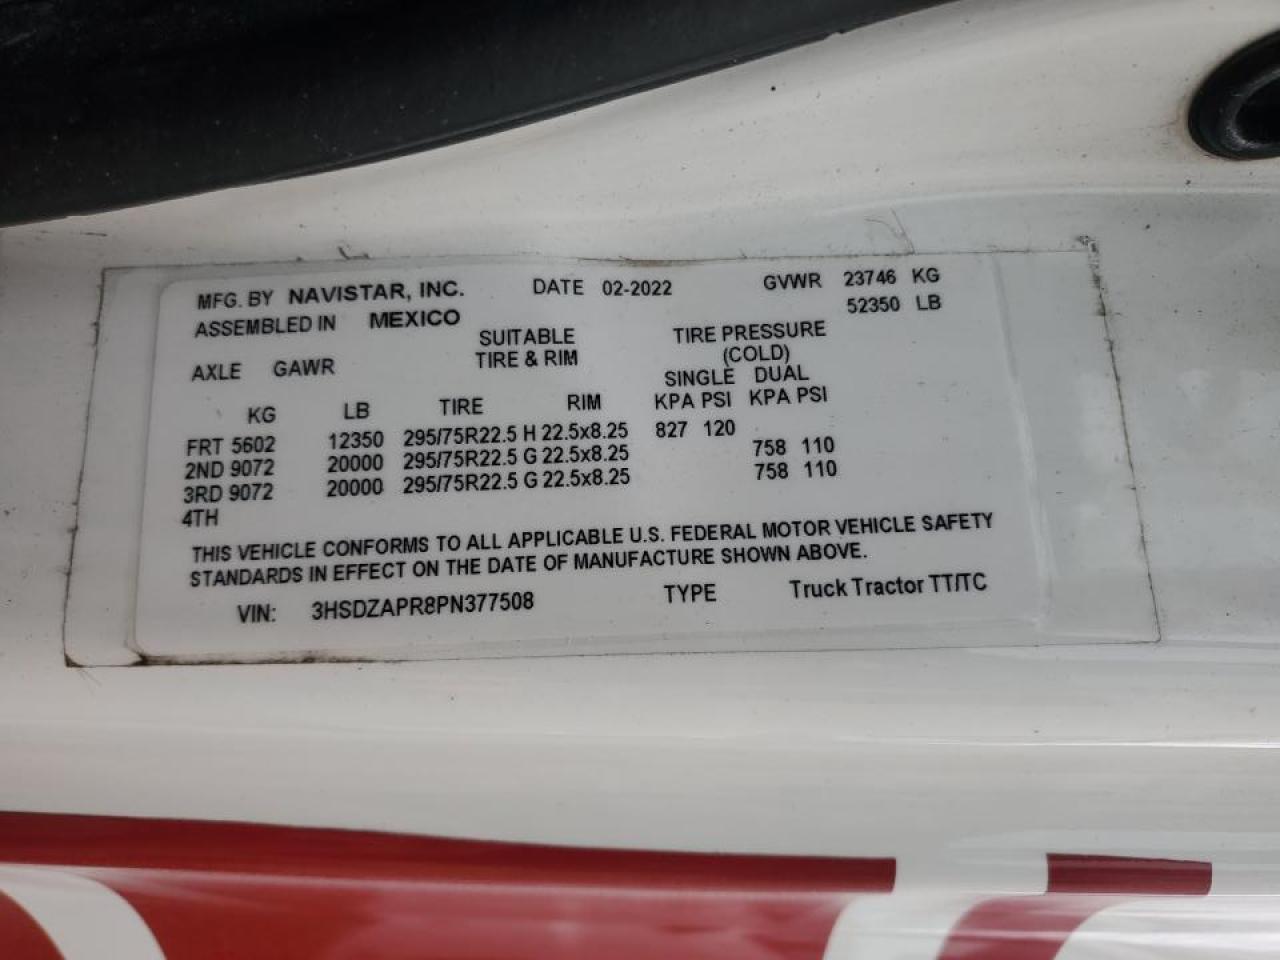 MFG. BY NAVISTAR, INC. DATE 02-2022 GVWR 23746 KG
52350 LB
ASSEMBLED IN MEXICO
SUITABLE TIRE PRESSURE
AXLE GAWR TIRE & RIM (COLD)
SINGLE DUAL
KG LB TIRE RIM KPA PSI KPA PSI
FRT 5602 12350 295/75R22.5 H 22.5x8.25 827 120
2ND 9072 20000 295/75R22.5 G 22.5x8.25 758 110
3RD 9072 20000 295/75R22.5 G 22.5x8.25 758 110
4TH
THIS VEHICLE CONFORMS TO ALL APPLICABLE U.S. FEDERAL MOTOR VEHICLE SAFETY
STANDARDS IN EFFECT ON THE DATE OF MANUFACTURE SHOWN ABOVE.
VIN: 3HSDZAPR8PN377508 TYPE Truck Tractor TT/TC